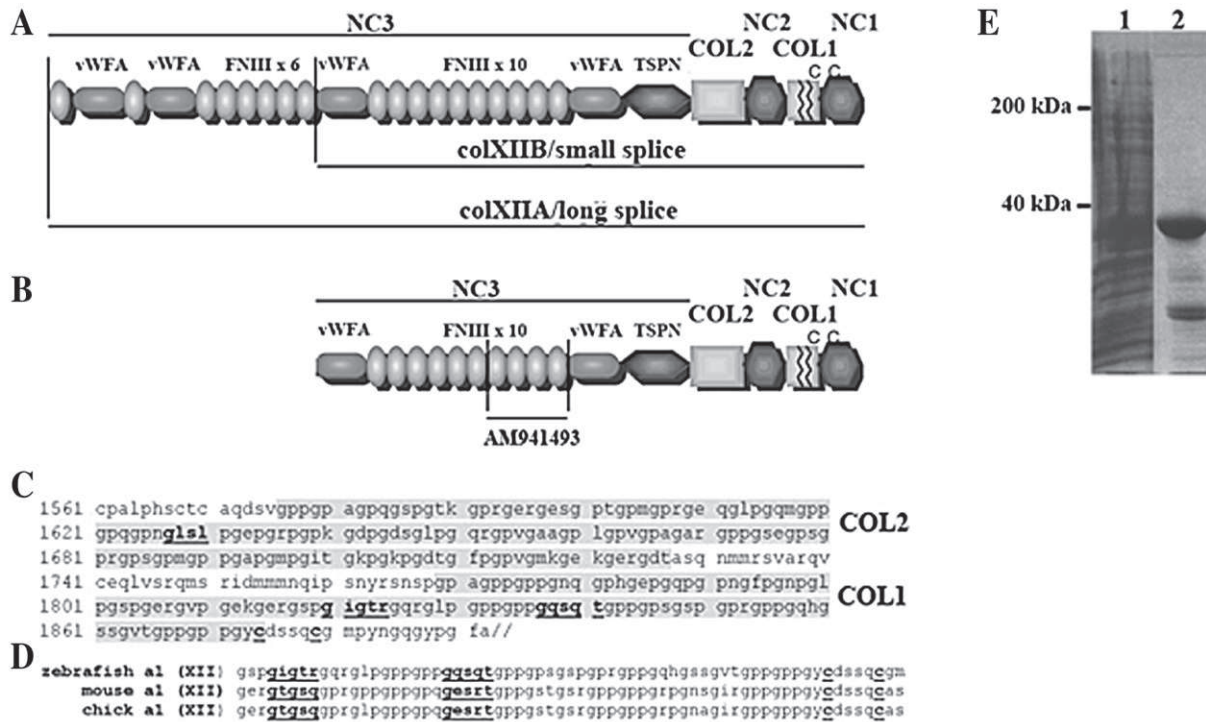 A
NC3
NC2
NC1
COL2
COL1
vWFA vWFA FNIII x 6 vWFA FNIII x 10 vWFA TSPN
C C
colXIIB/small splice
colXIIA/long splice
B
NC3
NC2
NC1
COL2
COL1
vWFA FNIII x 10 vWFA TSPN
C C
AM941493
C
1561 cpalphsctc aqdsvgppgp agpqgspgtk gprgergesg ptgpmgprge qglpgqmgpp
1621 gpqgpnglsl pgepgrpgpk gdpgdsglpg qrgpvgaagp lgpvgpagar gppgsegpsg
COL2
1681 prgpsgpmgp pgapgmpgit gkpgkpgdtg fpgpvgmkge kgergdtasq nmmrsvarqv
1741 ceqlvsrqms ridmmmnqip snyrsnspgp agppgppgnq gphgepgqpg pngfpgnpgl
1801 pgspgergvp gekgergspg igtrgqrglp gppgppgqsq tgppgpsgsp gprgppgqhg
COL1
1861 ssgvtgppgp pgycdssqcg mpyngqgypg fa//
D
zebrafish a1 (XII) gspgigtrgqrglpgppgppgqsqtgppgpsgspgprgppgqhgssgvtgppgppgycdssqcgm
mouse a1 (XII) gergtgsqgprglpgppgpqgesrtgppgstgsrgppgppgrpgnsgirgppgppgycdssqcas
chick a1 (XII) gergtgsqgprglpgppgpqgesrtgppgstgsrgppgppgrpgnagirgppgppgycdssqcas
E
1 2
200 kDa
40 kDa